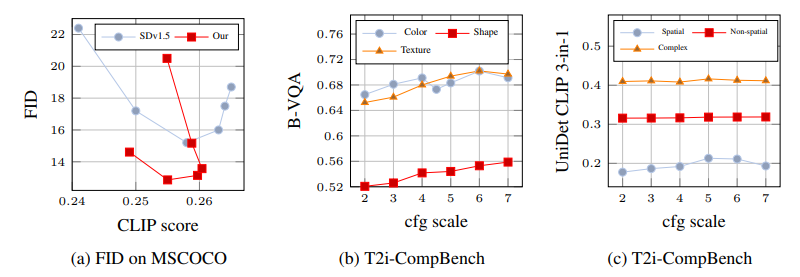 FID
22
20
18
16
14
0.24
0.25
0.26
CLIP score
SDv1.5
Our
(a) FID on MSCOCO
B-VQA
0.76
0.72
0.68
0.64
0.6
0.56
0.52
2 3 4 5 6 7
cfg scale
Color
Shape
Texture
(b) T2i-CompBench
UniDet CLIP 3-in-1
0.5
0.4
0.3
0.2
2 3 4 5 6 7
cfg scale
Spatial
Non-spatial
Complex
(c) T2i-CompBench